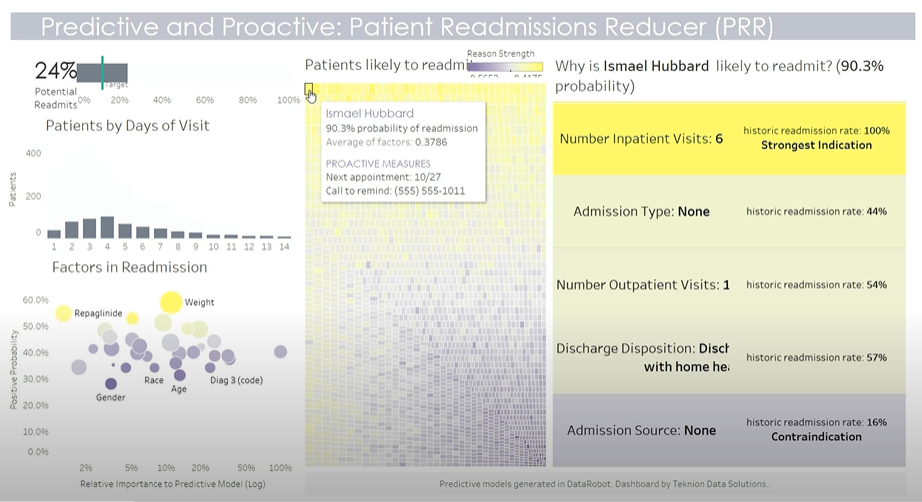 Predictive and Proactive: Patient Readmissions Reducer (PRR)
24%
Potential
Readmits
Target
0% 20% 40% 60% 80% 100%
Patients by Days of Visit
Patients
400
200
0
1 2 3 4 5 6 7 8 9 10 11 12 13 14
Factors in Readmission
Positive Probability
60.0%
50.0%
40.0%
30.0%
20.0%
10.0%
0.0%
Weight
Repaglinide
Race
Diag 3 (code)
Age
Gender
2% 5% 10% 20% 50% 100%
Relative Importance to Predictive Model (Log)
Patients likely to readmi
Reason Strength
Ismael Hubbard
90.3% probability of readmission
Average of factors: 0.3786
PROACTIVE MEASURES
Next appointment: 10/27
Call to remind: (555) 555-1011
Why is Ismael Hubbard likely to readmit? (90.3%
probability)
Number Inpatient Visits: 6
historic readmission rate: 100%
Strongest Indication
Admission Type: None
historic readmission rate: 44%
Number Outpatient Visits: 1
historic readmission rate: 54%
Discharge Disposition: Disch
with home hea
historic readmission rate: 57%
Admission Source: None
historic readmission rate: 16%
Contraindication
Predictive models generated in DataRobot. Dashboard by Teknion Data Solutions..